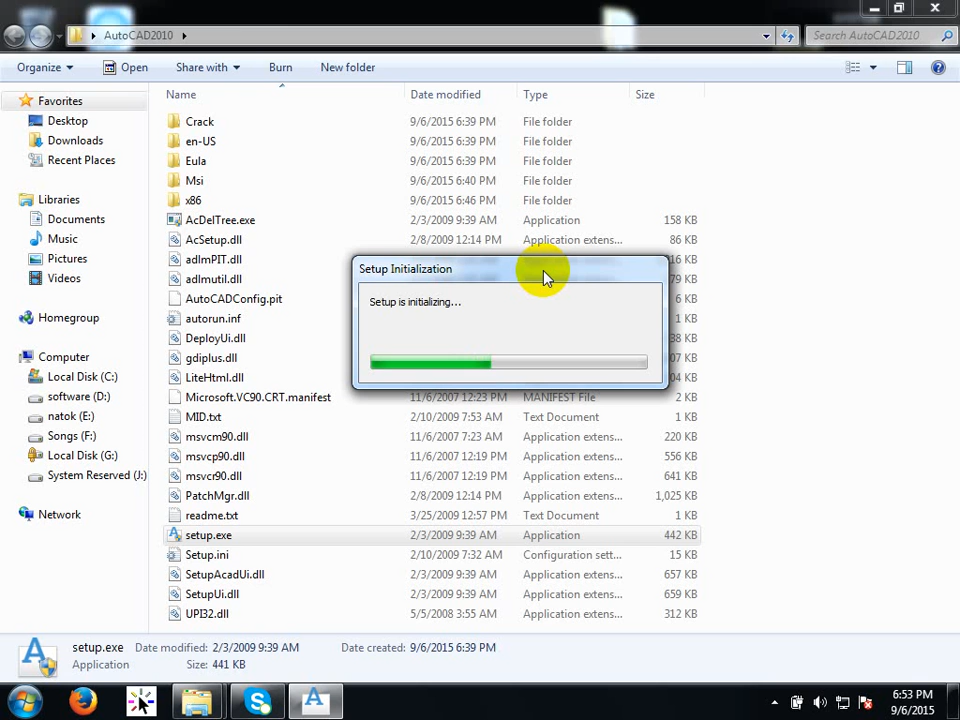 AutoCAD2010
Search AutoCAD2010
Organize Open Share with Burn New folder
Name Date modified Type Size
Favorites
Desktop
Downloads
Recent Places
Libraries
Documents
Music
Pictures
Videos
Homegroup
Computer
Local Disk (C:)
software (D:)
natok (E:)
Songs (F:)
Local Disk (G:)
System Reserved (J:)
Network
Crack 9/6/2015 6:39 PM File folder
en-US 9/6/2015 6:39 PM File folder
Eula 9/6/2015 6:39 PM File folder
Msi 9/6/2015 6:40 PM File folder
x86 9/6/2015 6:46 PM File folder
AcDelTree.exe 2/3/2009 9:39 AM Application 158 KB
AcSetup.dll 2/8/2009 12:14 PM Application extens... 86 KB
adlmPIT.dll 16 KB
adlmutil.dll 79 KB
AutoCADConfig.pit 6 KB
autorun.inf 1 KB
DeployUi.dll 38 KB
gdiplus.dll 07 KB
LiteHtml.dll 04 KB
Microsoft.VC90.CRT.manifest 11/6/2007 12:23 PM MANIFEST File 2 KB
MID.txt 2/10/2009 7:53 AM Text Document 1 KB
msvcm90.dll 11/6/2007 7:23 AM Application extens... 220 KB
msvcp90.dll 11/6/2007 12:19 PM Application extens... 556 KB
msvcr90.dll 11/6/2007 12:19 PM Application extens... 641 KB
PatchMgr.dll 2/8/2009 12:14 PM Application extens... 1,025 KB
readme.txt 3/25/2009 12:57 PM Text Document 1 KB
setup.exe 2/3/2009 9:39 AM Application 442 KB
Setup.ini 2/10/2009 7:32 AM Configuration sett... 15 KB
SetupAcadUi.dll 2/3/2009 9:39 AM Application extens... 657 KB
SetupUi.dll 2/3/2009 9:39 AM Application extens... 659 KB
UPI32.dll 5/5/2008 3:55 AM Application extens... 312 KB
Setup Initialization
Setup is initializing...
setup.exe Date modified: 2/3/2009 9:39 AM Date created: 9/6/2015 6:39 PM
Application Size: 441 KB
6:53 PM
9/6/2015